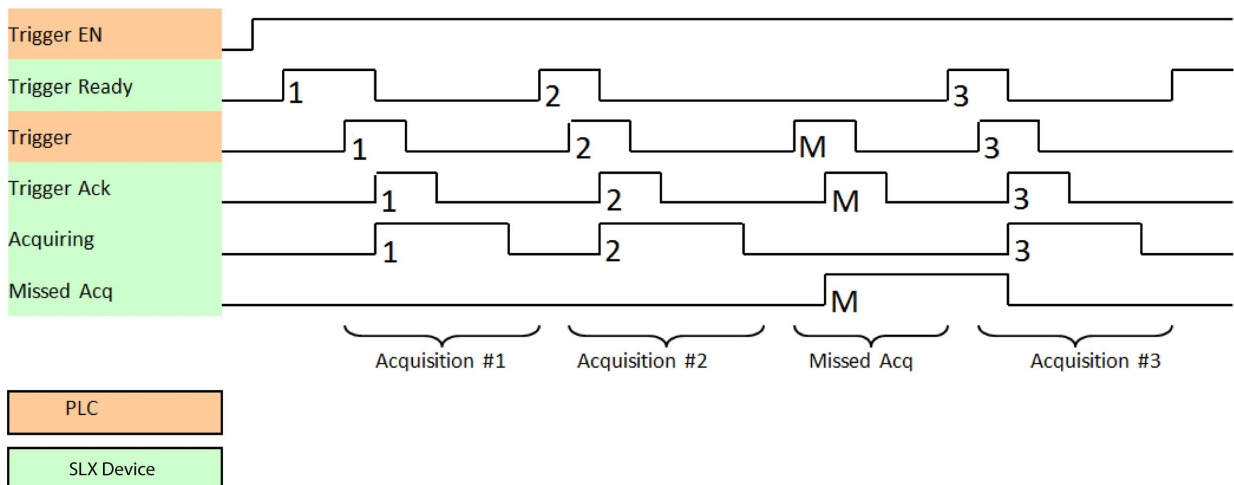 Trigger EN
Trigger Ready 1 2 3
Trigger 1 2 M 3
Trigger Ack 1 2 M 3
Acquiring 1 2 3
Missed Acq M
Acquisition #1 Acquisition #2 Missed Acq Acquisition #3
PLC
SLX Device